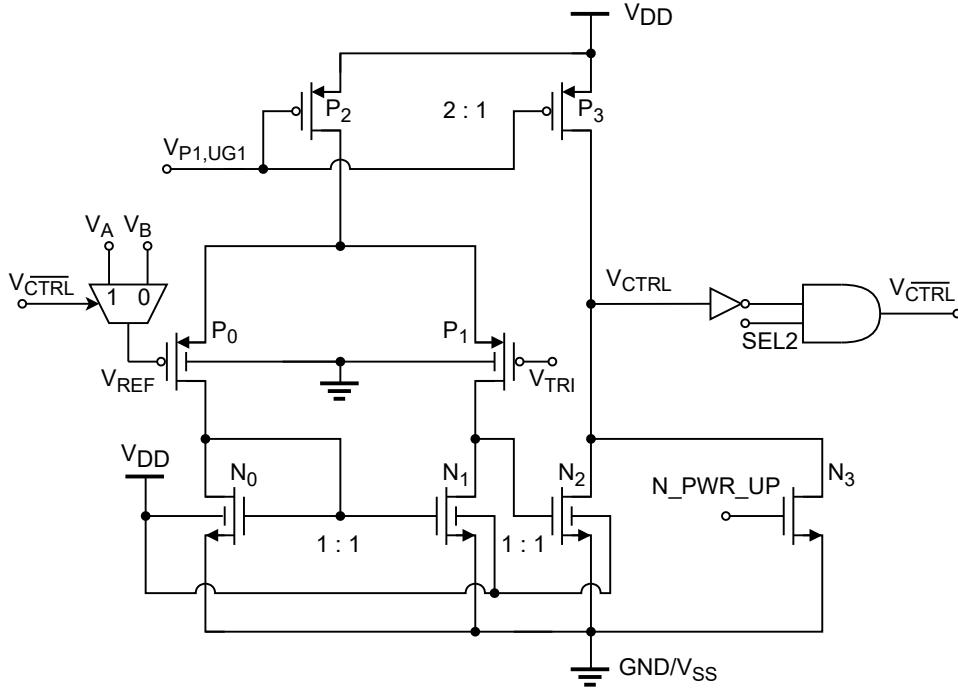 VDD
P2
2 : 1
P3
VP1,UG1
VA
VB
VCTRL
1
0
VCTRL
VCTRL
P0
P1
SEL2
VREF
VTRI
VDD
N0
N1
N2
N_PWR_UP
N3
1 : 1
1 : 1
GND/VSS